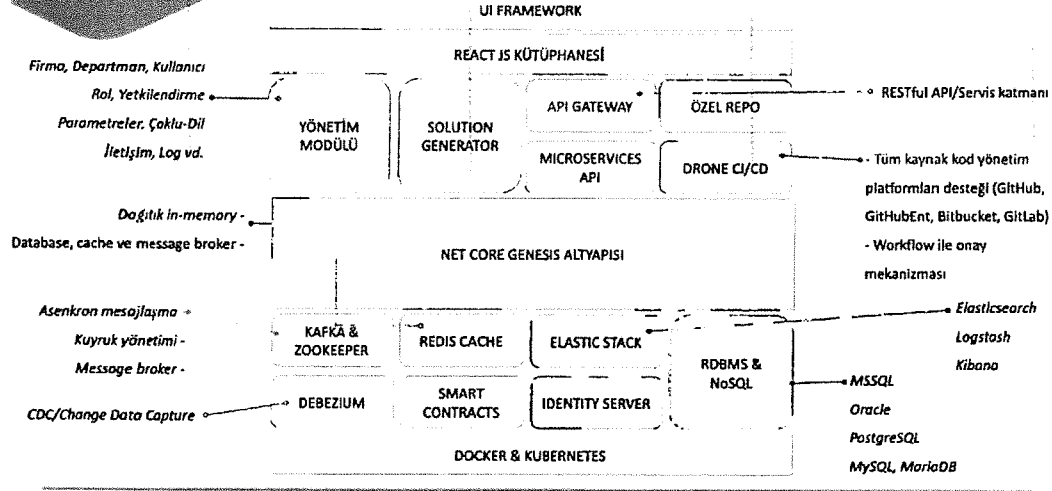 UI FRAMEWORK
REACT JS KÜTÜPHANESİ
Firma, Departman, Kullanıcı
Rol, Yetkilendirme
Parametreler, Çoklu-Dil
İletişim, Log vd.
YÖNETİM
MODÜLÜ
SOLUTION
GENERATOR
API GATEWAY
ÖZEL REPO
MICROSERVICES
API
DRONE CI/CD
RESTful API/Servis katmanı
- Tüm kaynak kod yönetim
platformları desteği (GitHub,
GitHubEnt, Bitbucket, GitLab)
- Workflow ile onay
mekanizması
Dağıtık in-memory -
Database, cache ve message broker -
NET CORE GENESIS ALTYAPISI
Asenkron mesajlaşma -
Kuyruk yönetimi -
Message broker -
CDC/Change Data Capture
KAFKA &
ZOOKEEPER
REDIS CACHE
ELASTIC STACK
RDBMS &
NoSQL
DEBEZIUM
SMART
CONTRACTS
IDENTITY SERVER
Elasticsearch
Logstash
Kibana
MSSQL
Oracle
PostgreSQL
MySQL, MariaDB
DOCKER & KUBERNETES